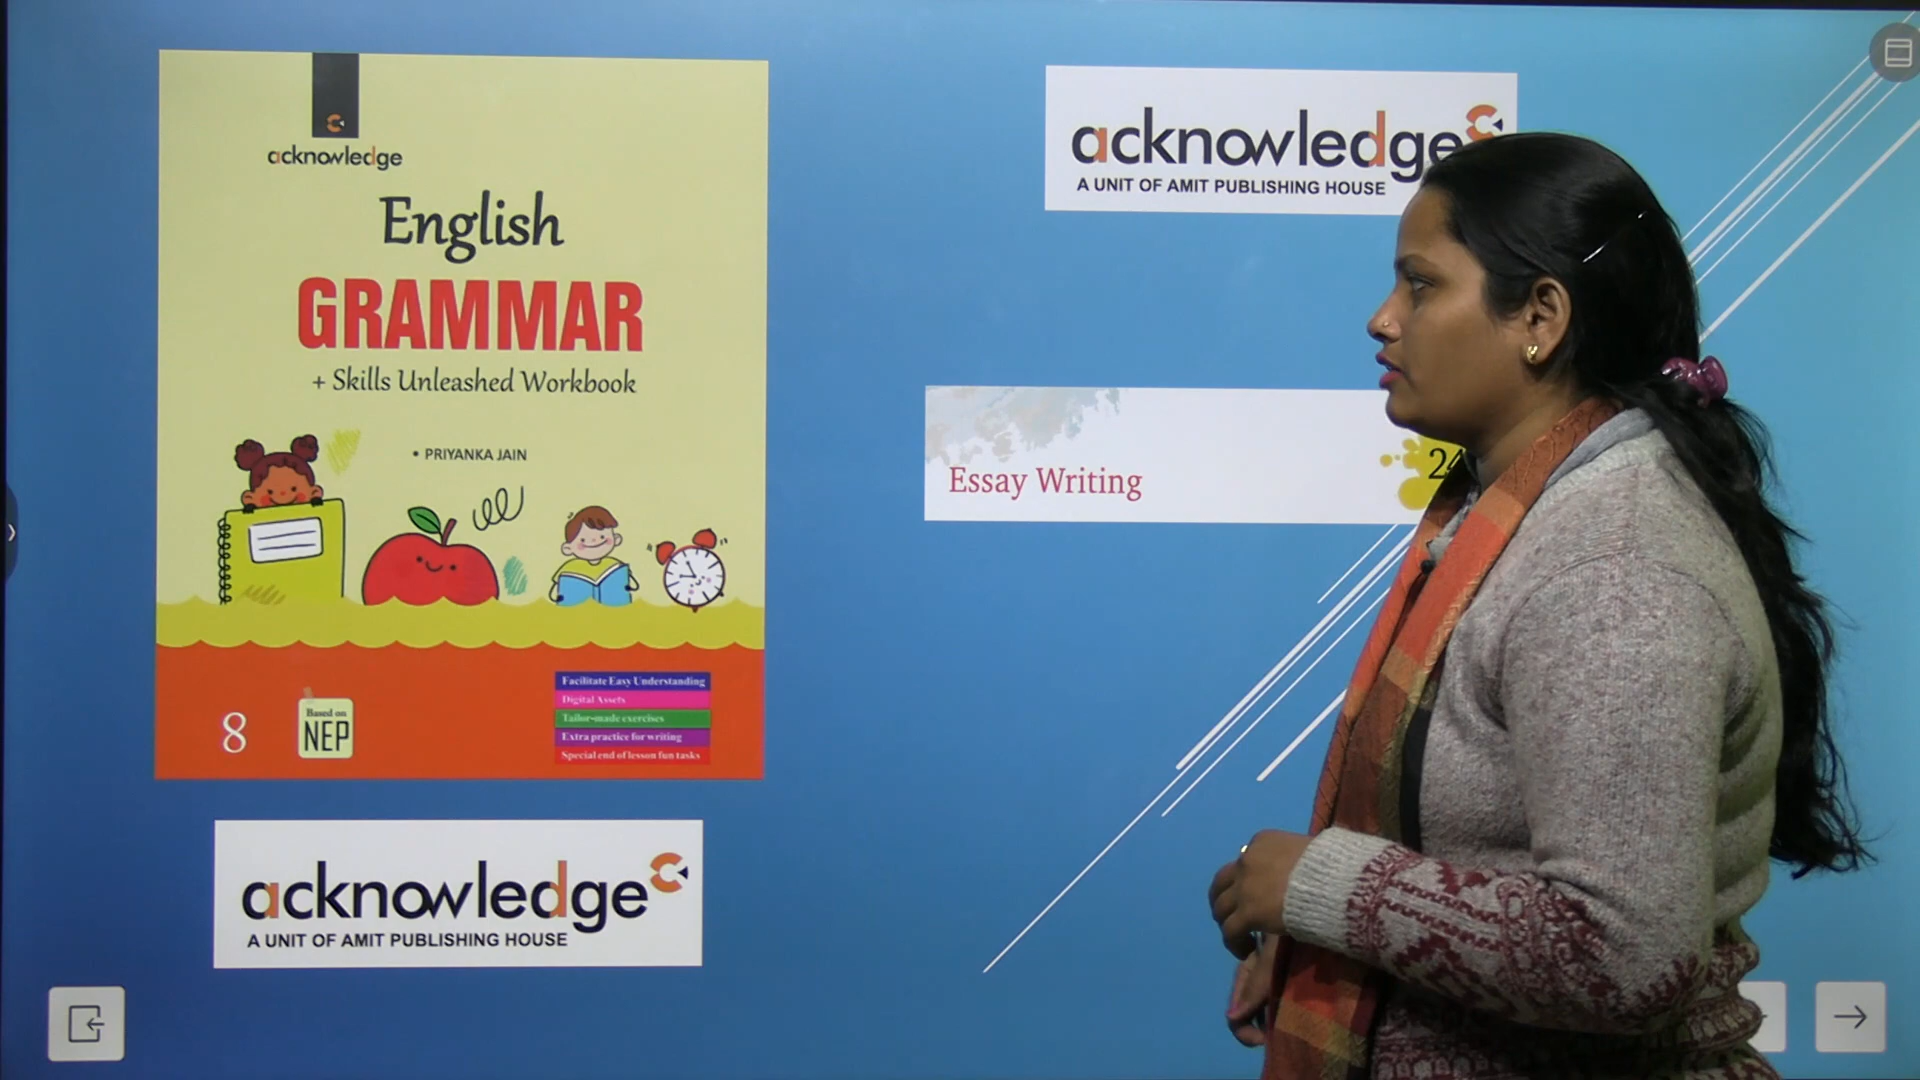 acknowledge
English
GRAMMAR
+ Skills Unleashed Workbook
• PRIYANKA JAIN
8
Based on
NEP
Facilitate Easy Understanding
Digital Assets
Tailor-made exercises
Extra practice for writing
Special end of lesson fun tasks
acknowledge
A UNIT OF AMIT PUBLISHING HOUSE
acknowledge
A UNIT OF AMIT PUBLISHING HOUSE
Essay Writing